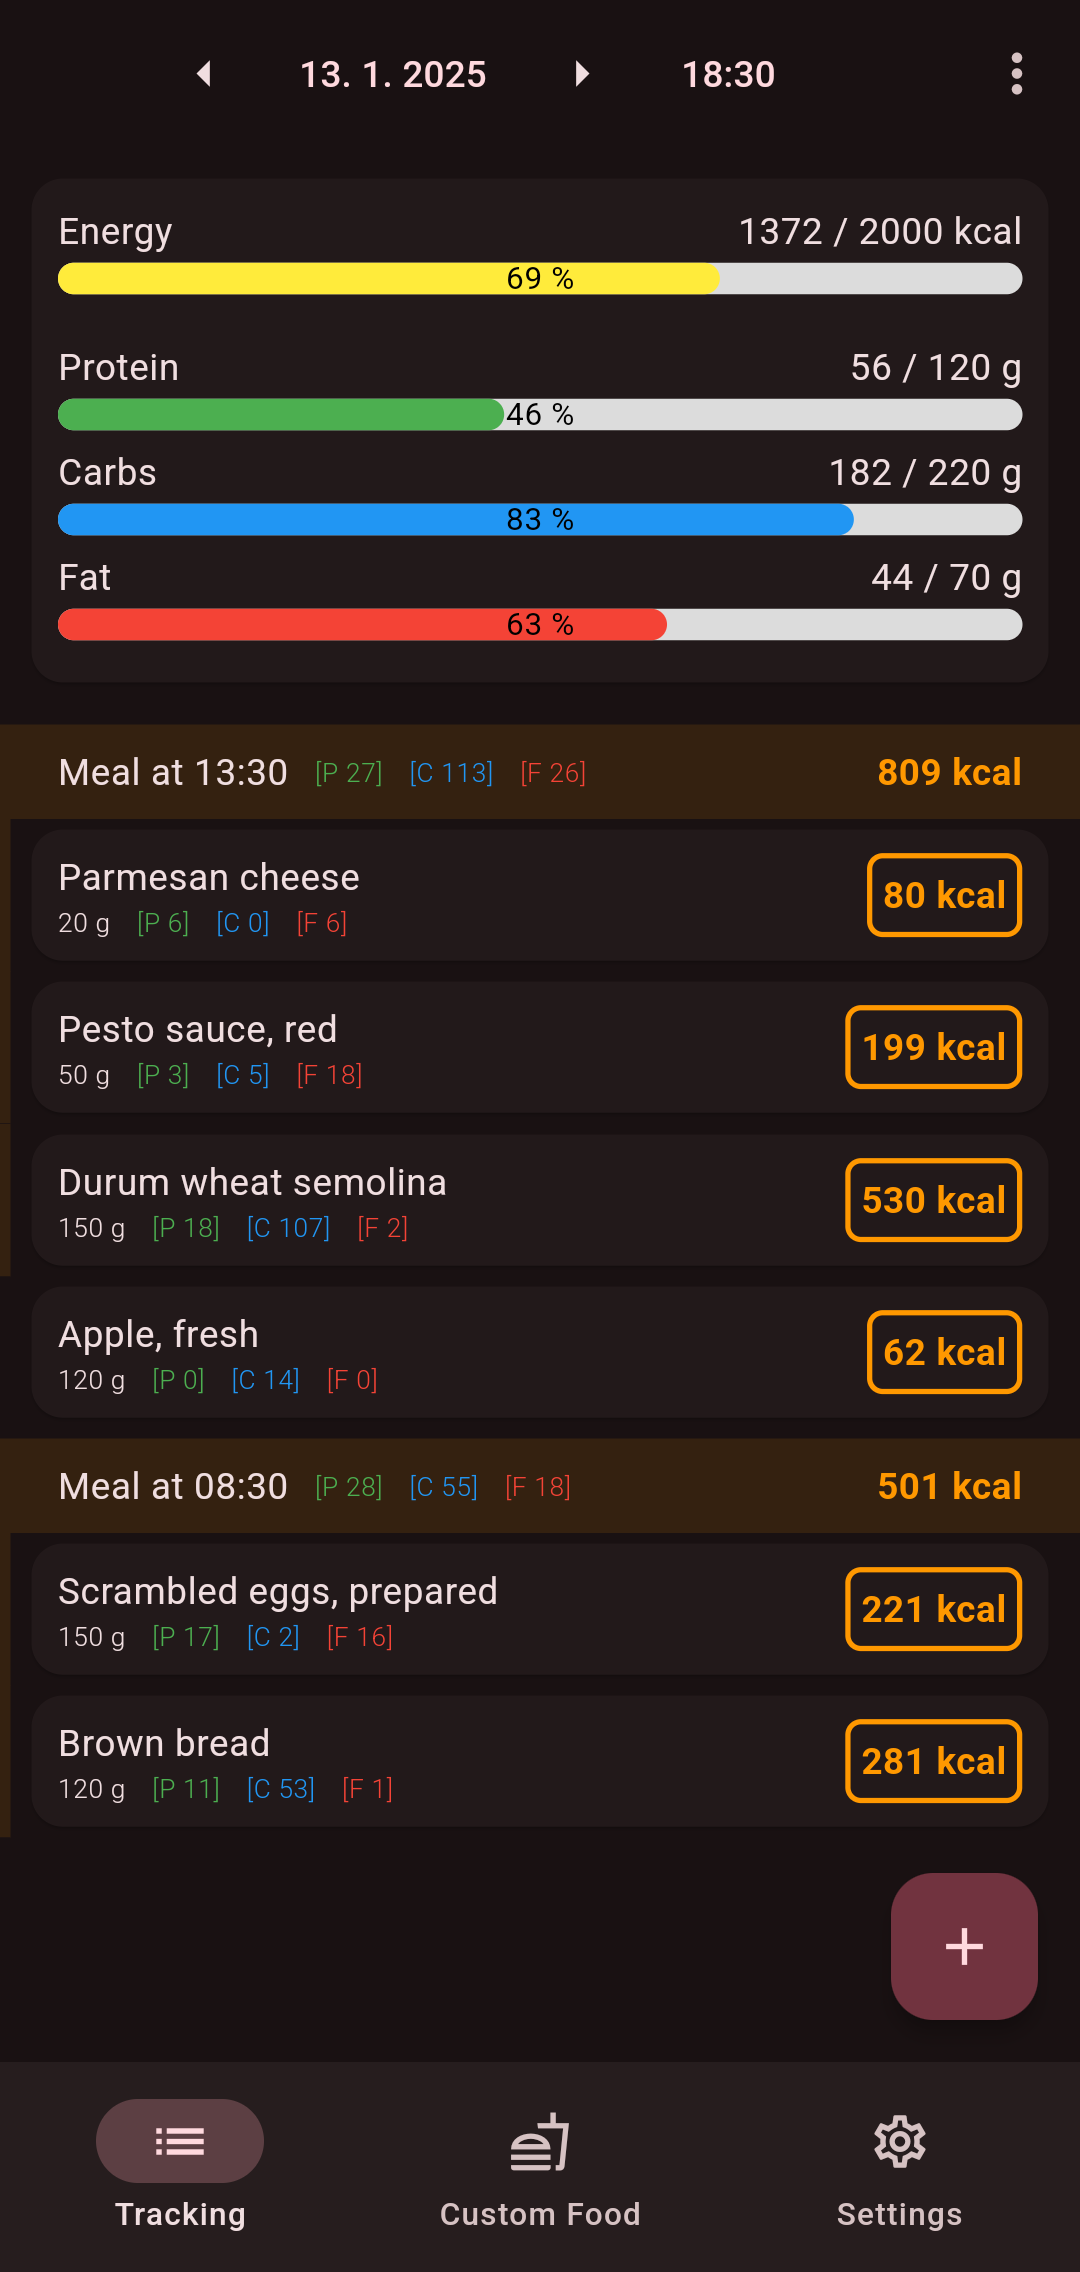 13. 1. 2025 18:30
Energy 1372 / 2000 kcal
69 %
Protein 56 / 120 g
46 %
Carbs 182 / 220 g
83 %
Fat 44 / 70 g
63 %
Meal at 13:30 [P 27] [C 113] [F 26] 809 kcal
Parmesan cheese
20 g [P 6] [C 0] [F 6]
80 kcal
Pesto sauce, red
50 g [P 3] [C 5] [F 18]
199 kcal
Durum wheat semolina
150 g [P 18] [C 107] [F 2]
530 kcal
Apple, fresh
120 g [P 0] [C 14] [F 0]
62 kcal
Meal at 08:30 [P 28] [C 55] [F 18] 501 kcal
Scrambled eggs, prepared
150 g [P 17] [C 2] [F 16]
221 kcal
Brown bread
120 g [P 11] [C 53] [F 1]
281 kcal
Tracking Custom Food Settings